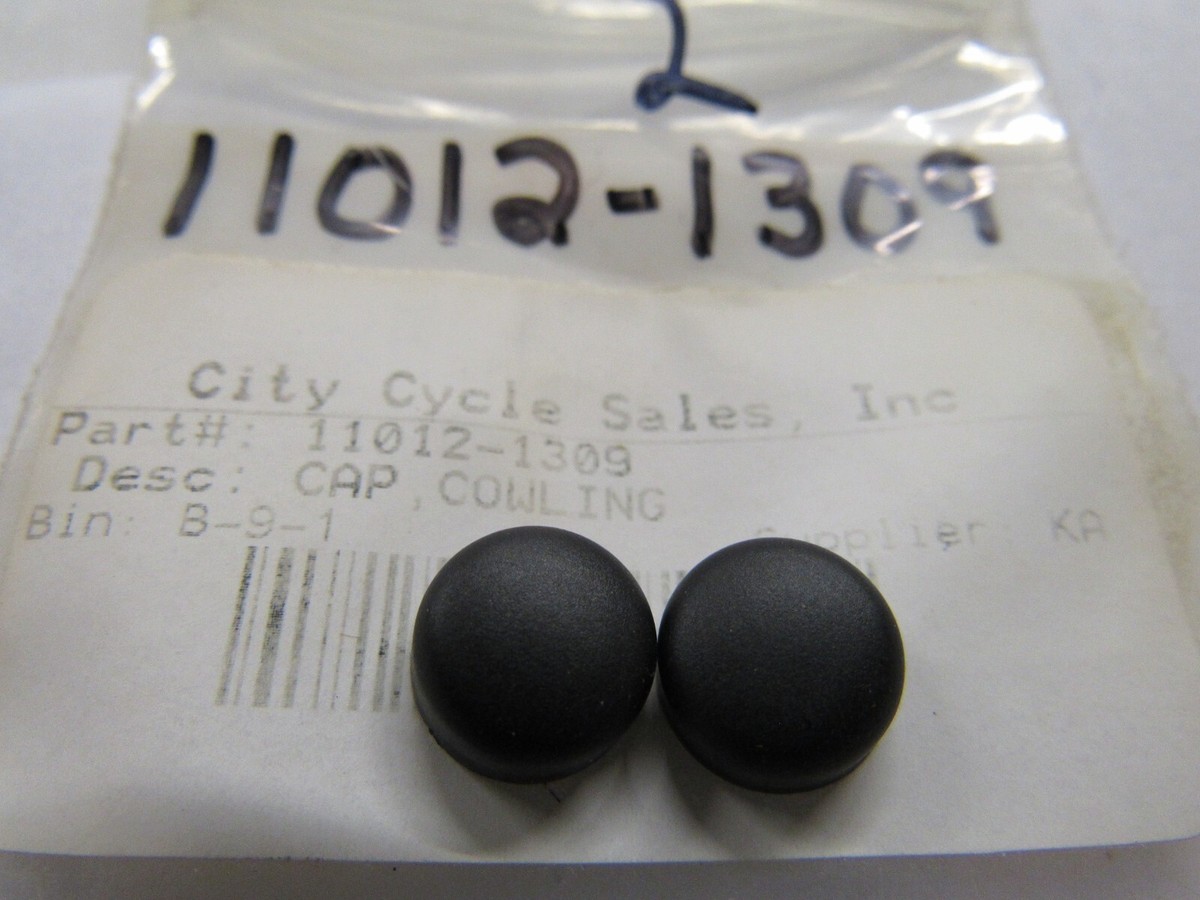 2
11012-1309
City Cycle Sales, Inc
Part#: 11012-1309
Desc: CAP,COWLING
Bin: B-9-1 Supplier: KA